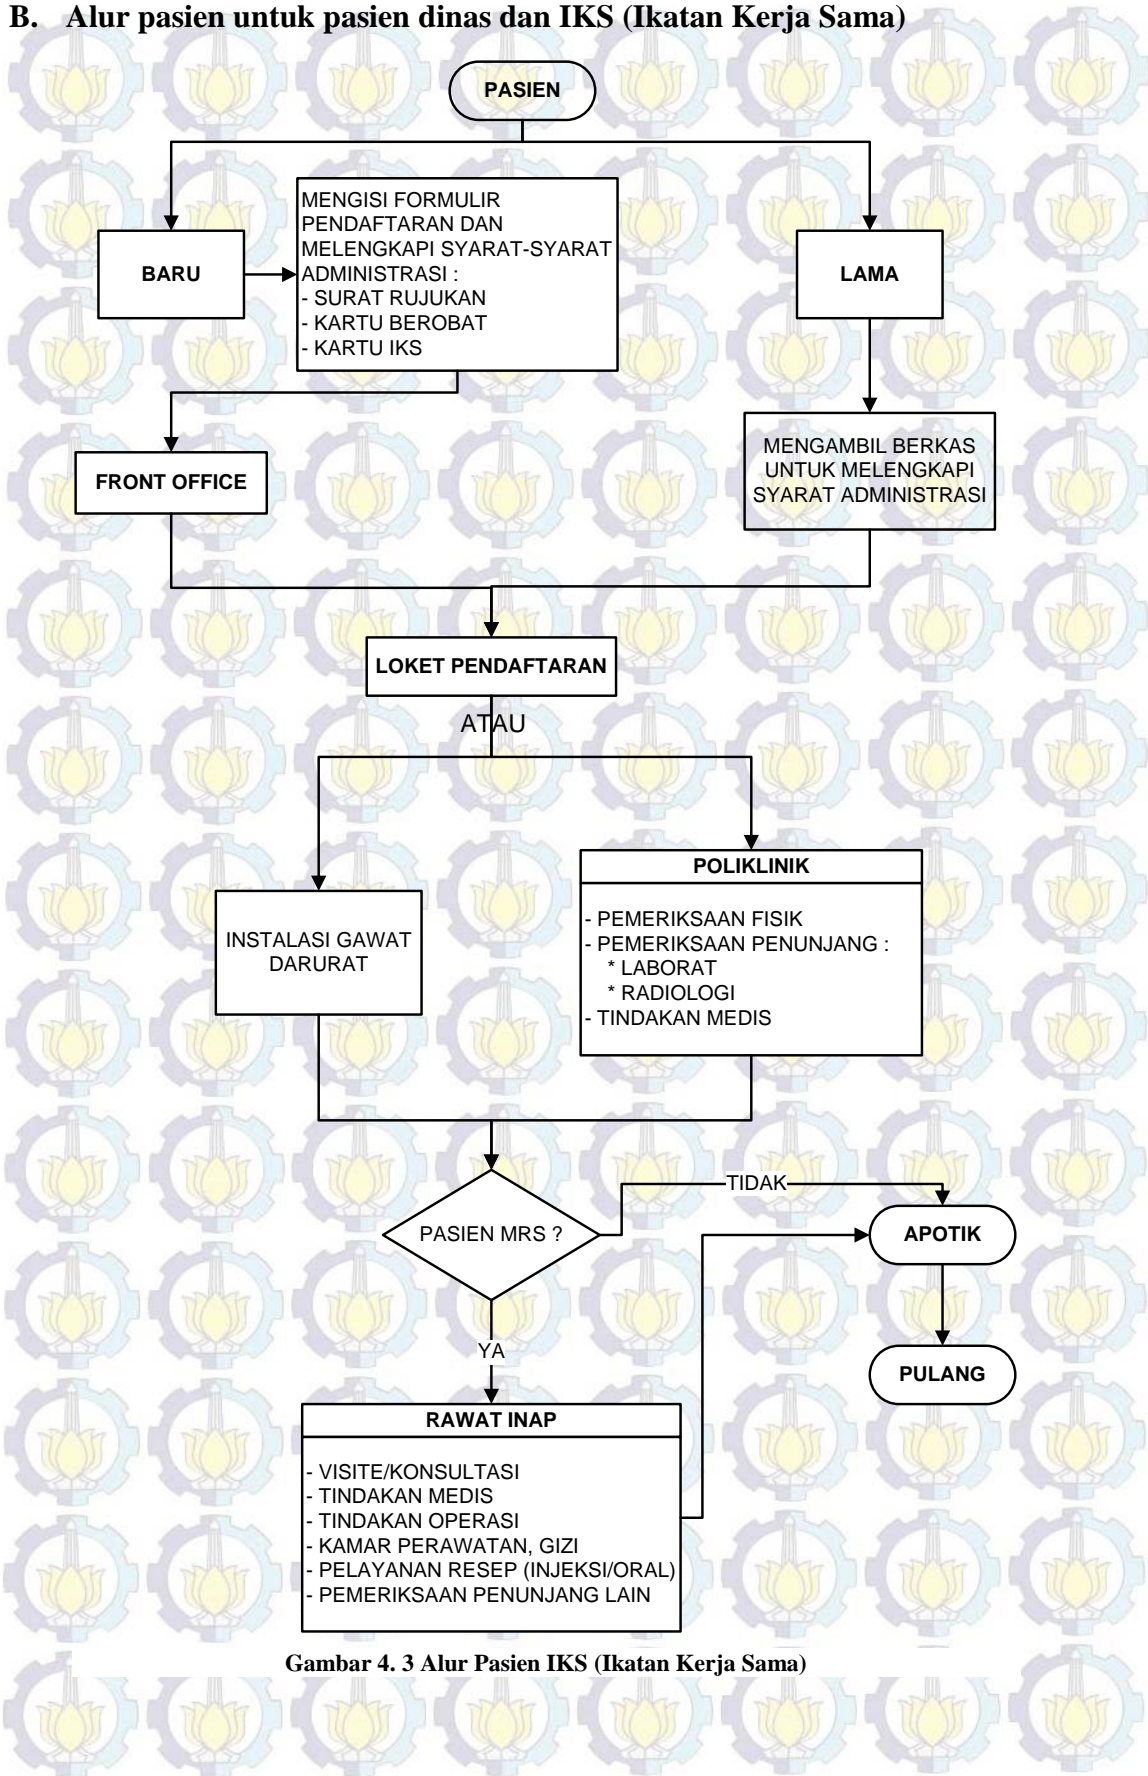 B. Alur pasien untuk pasien dinas dan IKS (Ikatan Kerja Sama)
PASIEN
BARU
MENGISI FORMULIR
PENDAFTARAN DAN
MELENGKAPI SYARAT-SYARAT
ADMINISTRASI :
- SURAT RUJUKAN
- KARTU BEROBAT
- KARTU IKS
LAMA
FRONT OFFICE
MENGAMBIL BERKAS
UNTUK MELENGKAPI
SYARAT ADMINISTRASI
LOKET PENDAFTARAN
ATAU
INSTALASI GAWAT
DARURAT
POLIKLINIK
- PEMERIKSAAN FISIK
- PEMERIKSAAN PENUNJANG :
* LABORAT
* RADIOLOGI
- TINDAKAN MEDIS
PASIEN MRS ?
TIDAK
APOTIK
YA
PULANG
RAWAT INAP
- VISITE/KONSULTASI
- TINDAKAN MEDIS
- TINDAKAN OPERASI
- KAMAR PERAWATAN, GIZI
- PELAYANAN RESEP (INJEKSI/ORAL)
- PEMERIKSAAN PENUNJANG LAIN
Gambar 4. 3 Alur Pasien IKS (Ikatan Kerja Sama)